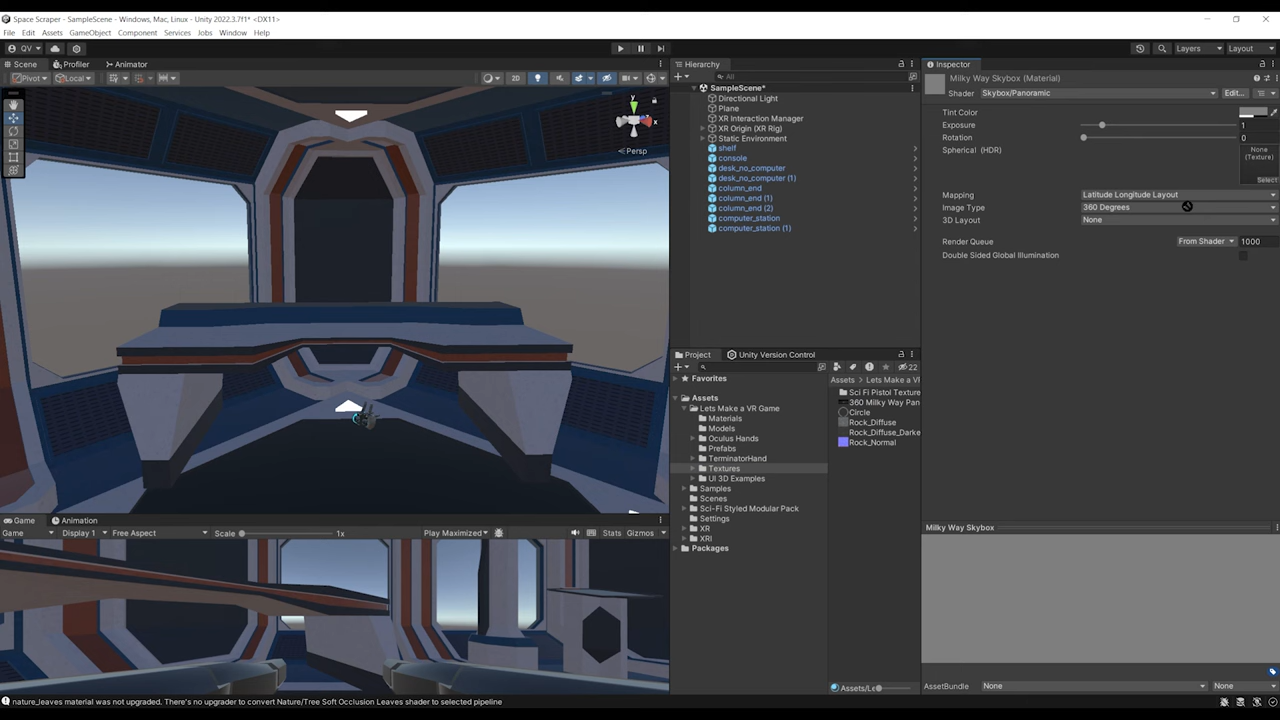 Space Scraper - SampleScene - Windows, Mac, Linux - Unity 2022.3.7f1* <DX11>
File Edit Assets GameObject Component Services Jobs Window Help
QV
Layers Layout
Scene Profiler Animator
Pivot Local 2D
y
x
Persp
Hierarchy
All
SampleScene*
Directional Light
Plane
XR Interaction Manager
XR Origin (XR Rig)
Static Environment
shelf
console
desk_no_computer
desk_no_computer (1)
column_end
column_end (1)
column_end (2)
computer_station
computer_station (1)
Inspector
Milky Way Skybox (Material)
Shader Skybox/Panoramic Edit...
Tint Color
Exposure 1
Rotation 0
Spherical (HDR) None
(Texture)
Select
Mapping Latitude Longitude Layout
Image Type 360 Degrees
3D Layout None
Render Queue From Shader 1000
Double Sided Global Illumination
Project Unity Version Control
22
Favorites
Assets
Lets Make a VR Game
Materials
Models
Oculus Hands
Prefabs
TerminatorHand
Textures
UI 3D Examples
Samples
Scenes
Sci-Fi Styled Modular Pack
Settings
XR
XRI
Packages
Assets > Lets Make a VR
Sci Fi Pistol Texture
360 Milky Way Pan
Circle
Rock_Diffuse
Rock_Diffuse_Darke
Rock_Normal
Assets/Le
Game Animation
Game Display 1 Free Aspect Scale 1x Play Maximized Stats Gizmos
Milky Way Skybox
AssetBundle None None
nature_leaves material was not upgraded. There's no upgrader to convert Nature/Tree Soft Occlusion Leaves shader to selected pipeline